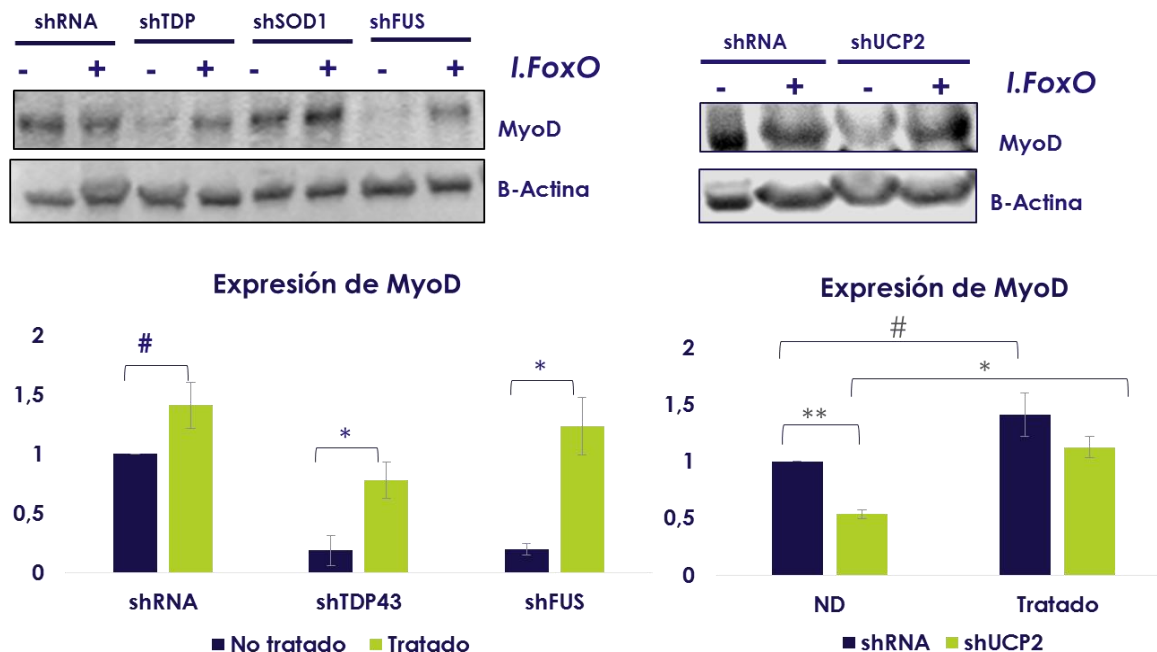 shRNA shTDP shSOD1 shFUS
- + - + - + - + I.FoxO
MyoD
B-Actina
shRNA shUCP2
- + - + I.FoxO
MyoD
B-Actina
Expresión de MyoD
2
1,5
1
0,5
0
#
*
*
shRNA shTDP43 shFUS
No tratado Tratado
Expresión de MyoD
2
1,5
1
0,5
0
#
*
**
ND Tratado
shRNA shUCP2